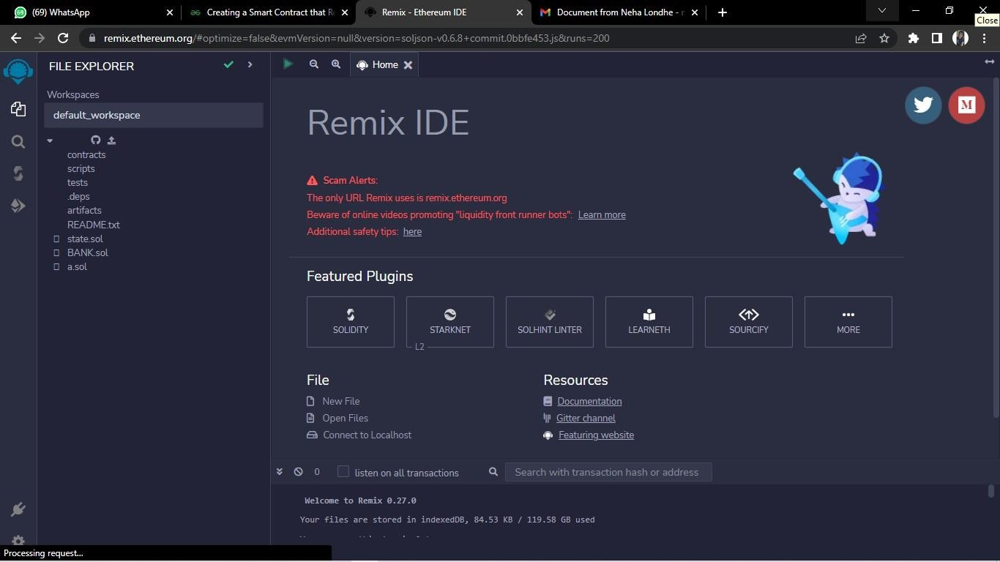 (69) WhatsApp
Creating a Smart Contract that Re
Remix - Ethereum IDE
Document from Neha Londhe - n
Close
remix.ethereum.org/#optimize=false&evmVersion=null&version=soljson-v0.6.8+commit.0bbfe453.js&runs=200
FILE EXPLORER
Home
Workspaces
default_workspace
contracts
scripts
tests
.deps
artifacts
README.txt
state.sol
BANK.sol
a.sol
Remix IDE
Scam Alerts:
The only URL Remix uses is remix.ethereum.org
Beware of online videos promoting "liquidity front runner bots": Learn more
Additional safety tips: here
Featured Plugins
SOLIDITY
STARKNET
L2
SOLHINT LINTER
LEARNETH
SOURCIFY
MORE
File
New File
Open Files
Connect to Localhost
Resources
Documentation
Gitter channel
Featuring website
0 listen on all transactions Search with transaction hash or address
Welcome to Remix 0.27.0
Your files are stored in indexedDB, 84.53 KB / 119.58 GB used
Processing request...